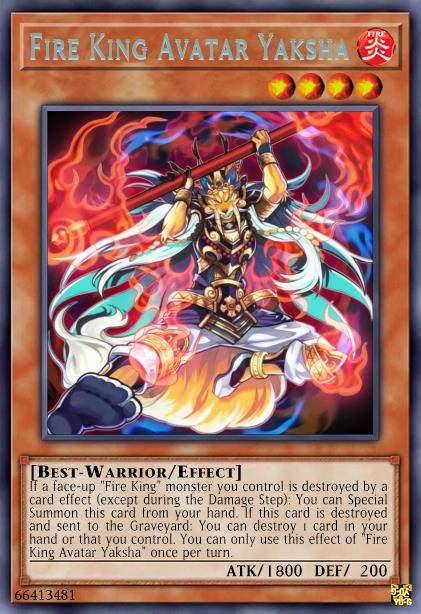 FIRE KING AVATAR YAKSHA
FIRE
炎
[BEST-WARRIOR/EFFECT]
If a face-up "Fire King" monster you control is destroyed by a
card effect (except during the Damage Step): You can Special
Summon this card from your hand. If this card is destroyed
and sent to the Graveyard: You can destroy 1 card in your
hand or that you control. You can only use this effect of "Fire
King Avatar Yaksha" once per turn.
ATK/1800 DEF/ 200
66413481